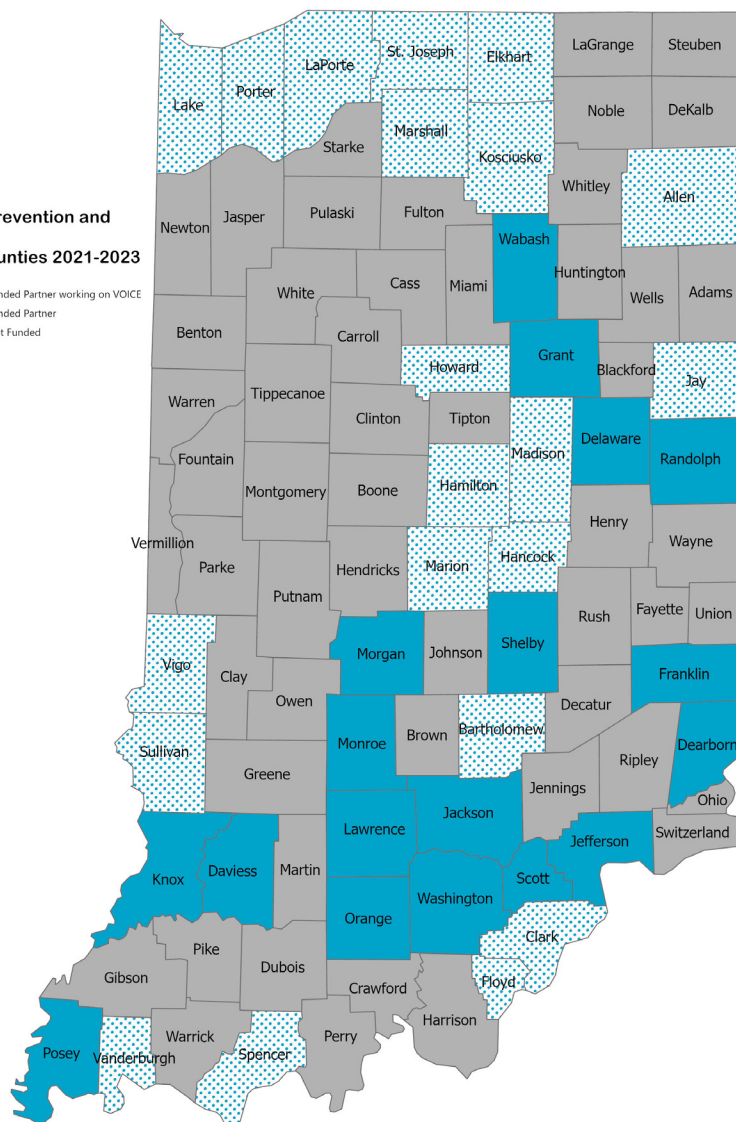 LaGrange
Steuben
St. Joseph
Elkhart
LaPorte
Porter
Lake
Noble
DeKalb
Marshall
Starke
Kosciusko
Whitley
Allen
revention and
Newton
Jasper
Pulaski
Fulton
Wabash
unties 2021-2023
Huntington
nded Partner working on VOICE
White
Cass
Miami
Wells
Adams
nded Partner
t Funded
Benton
Carroll
Grant
Howard
Blackford
Jay
Warren
Tippecanoe
Clinton
Tipton
Delaware
Madison
Randolph
Fountain
Montgomery
Boone
Hamilton
Henry
Wayne
Vermillion
Parke
Hendricks
Marion
Hancock
Putnam
Rush
Fayette
Union
Morgan
Johnson
Shelby
Vigo
Clay
Franklin
Owen
Decatur
Sullivan
Monroe
Brown
Bartholomew
Dearborn
Greene
Ripley
Jennings
Ohio
Lawrence
Jackson
Switzerland
Jefferson
Knox
Daviess
Martin
Scott
Washington
Orange
Clark
Pike
Gibson
Dubois
Floyd
Crawford
Harrison
Warrick
Perry
Posey
Vanderburgh
Spencer